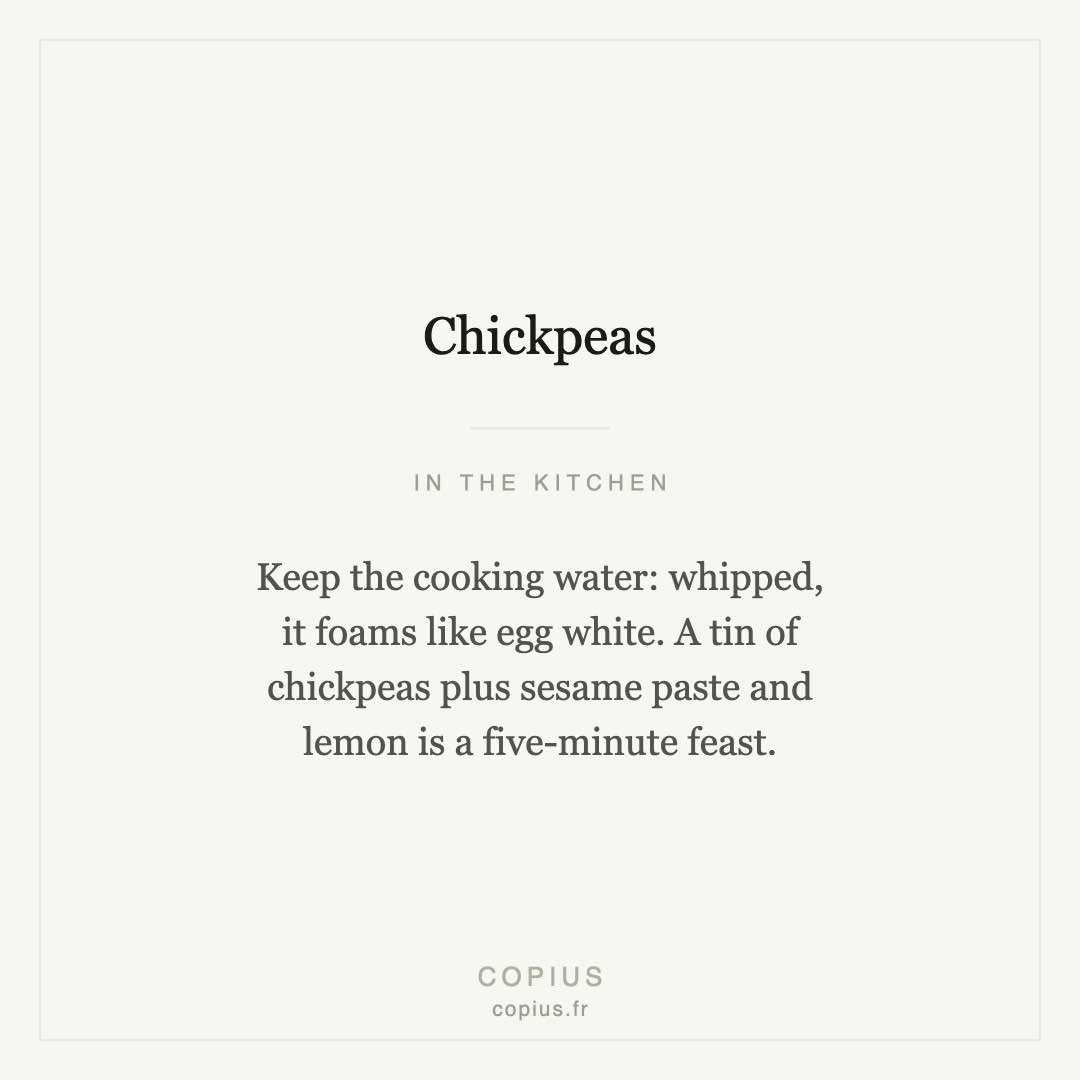 Chickpeas
IN THE KITCHEN
Keep the cooking water: whipped,
it foams like egg white. A tin of
chickpeas plus sesame paste and
lemon is a five-minute feast.
COPIUS
copius.fr